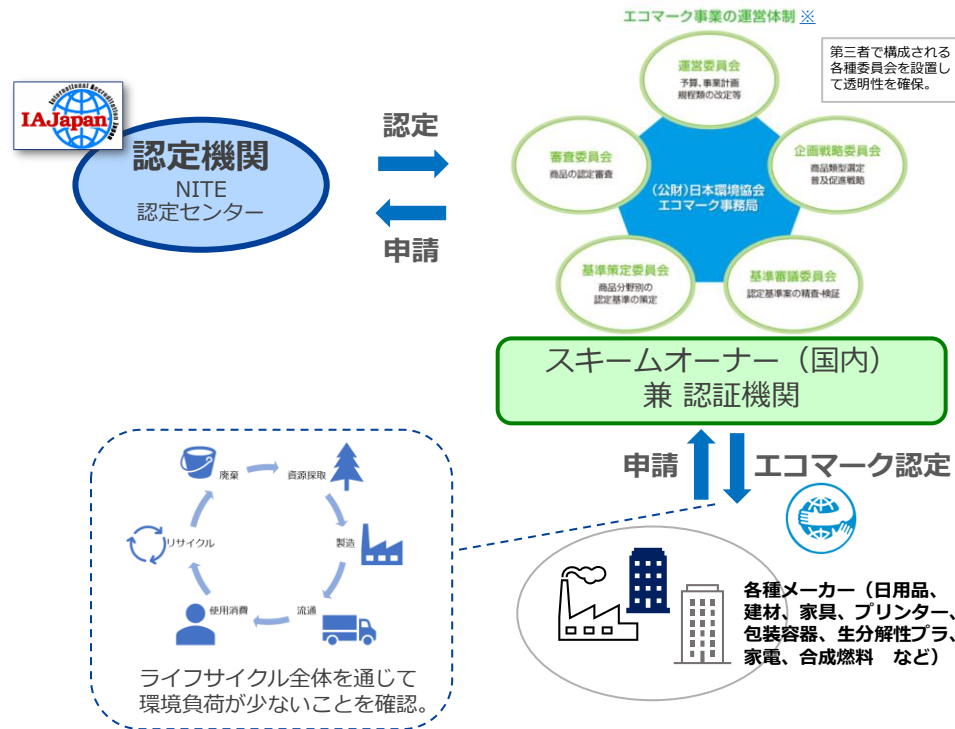 エコマーク事業の運営体制 ※
第三者で構成される
各種委員会を設置し
て透明性を確保。
運営委員会
予算、事業計画
規程類の改定等
International Accreditation Japan
IAJapan
認定機関
NITE
認定センター
認定
申請
審査委員会
商品の認定審査
企画戦略委員会
商品類型選定
普及促進戦略
(公財)日本環境協会
エコマーク事務局
基準策定委員会
商品分野別の
認定基準の策定
基準審議委員会
認定基準案の精査・検証
スキームオーナー（国内）
兼 認証機関
申請
エコマーク認定
廃棄
資源採取
リサイクル
製造
使用消費
流通
ライフサイクル全体を通じて
環境負荷が少ないことを確認。
各種メーカー（日用品、
建材、家具、プリンター、
包装容器、生分解性プラ、
家電、合成燃料　など）